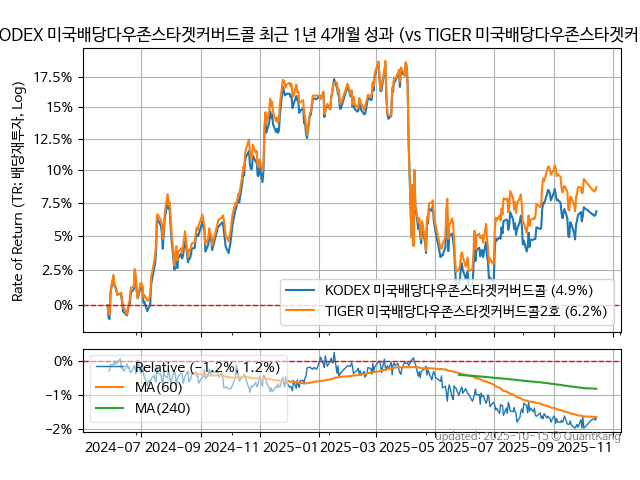 ODEX 미국배당다우존스타겟커버드콜 최근 1년 4개월 성과 (vs TIGER 미국배당다우존스타겟커
Rate of Return (TR: 배당재투자, Log)
17.5%
15%
12.5%
10%
7.5%
5%
2.5%
0%
KODEX 미국배당다우존스타겟커버드콜 (4.9%)
TIGER 미국배당다우존스타겟커버드콜2호 (6.2%)
0%
−1%
−2%
Relative (−1.2%, 1.2%)
MA(60)
MA(240)
2024−07 2024−09 2024−11 2025−01 2025−03 2025−05 2025−07 2025−09 2025−11
updated: 2025−10−15 © QuantKang